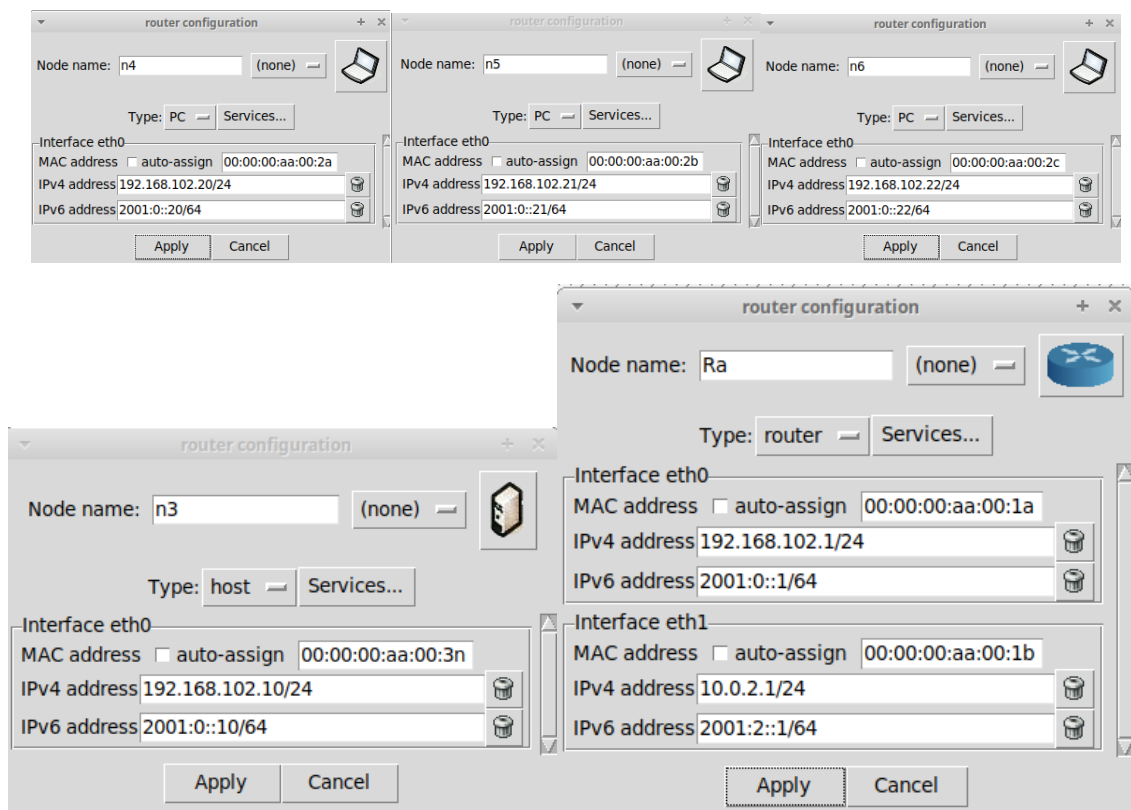 router configuration
Node name: n4 (none)
Type: PC Services...
Interface eth0
MAC address auto-assign 00:00:00:aa:00:2a
IPv4 address 192.168.102.20/24
IPv6 address 2001:0::20/64
Apply Cancel
router configuration
Node name: n5 (none)
Type: PC Services...
Interface eth0
MAC address auto-assign 00:00:00:aa:00:2b
IPv4 address 192.168.102.21/24
IPv6 address 2001:0::21/64
Apply Cancel
router configuration
Node name: n6 (none)
Type: PC Services...
Interface eth0
MAC address auto-assign 00:00:00:aa:00:2c
IPv4 address 192.168.102.22/24
IPv6 address 2001:0::22/64
Apply Cancel
router configuration
Node name: n3 (none)
Type: host Services...
Interface eth0
MAC address auto-assign 00:00:00:aa:00:3n
IPv4 address 192.168.102.10/24
IPv6 address 2001:0::10/64
Apply Cancel
router configuration
Node name: Ra (none)
Type: router Services...
Interface eth0
MAC address auto-assign 00:00:00:aa:00:1a
IPv4 address 192.168.102.1/24
IPv6 address 2001:0::1/64
Interface eth1
MAC address auto-assign 00:00:00:aa:00:1b
IPv4 address 10.0.2.1/24
IPv6 address 2001:2::1/64
Apply Cancel